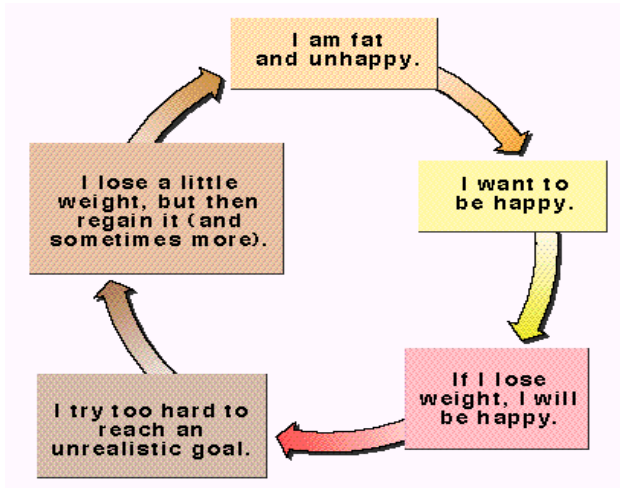 I am fat
and unhappy.
I want to
be happy.
If I lose
weight, I will
be happy.
I try too hard to
reach an
unrealistic goal.
I lose a little
weight, but then
regain it (and
sometimes more).